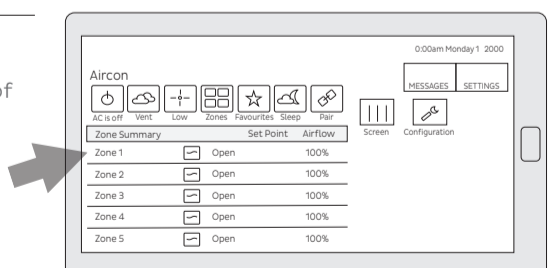 of
0:00am Monday 1 2000
Aircon
MESSAGES SETTINGS
AC is off Vent Low Zones Favourites Sleep Pair
Screen Configuration
Zone Summary Set Point Airflow
Zone 1 Open 100%
Zone 2 Open 100%
Zone 3 Open 100%
Zone 4 Open 100%
Zone 5 Open 100%